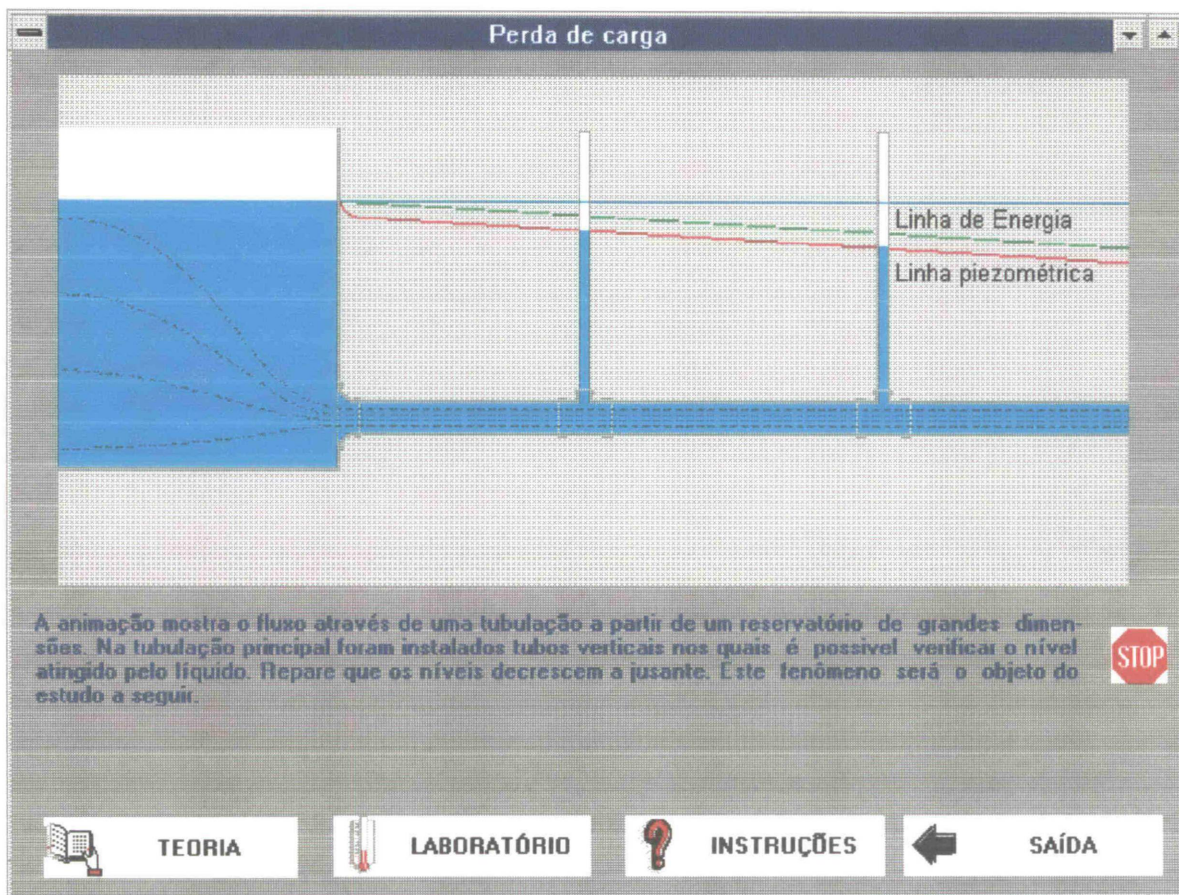 Perda de carga
Linha de Energia
Linha piezométrica
A animação mostra o fluxo através de uma tubulação a partir de um reservatório de grandes dimen-
sões. Na tubulação principal foram instalados tubos verticais nos quais é possivel verificar o nível
atingido pelo líquido. Repare que os níveis decrescem a jusante. Este fenômeno será o objeto do
estudo a seguir.
STOP
TEORIA
LABORATÓRIO
INSTRUÇÕES
SAÍDA